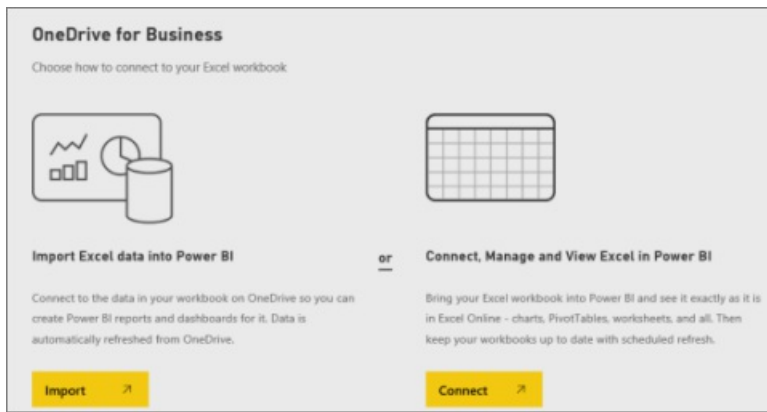 OneDrive for Business
Choose how to connect to your Excel workbook
Import Excel data into Power BI
Connect to the data in your workbook on OneDrive so you can
create Power BI reports and dashboards for it. Data is
automatically refreshed from OneDrive.
Import
or
Connect, Manage and View Excel in Power BI
Bring your Excel workbook into Power BI and see it exactly as it is
in Excel Online - charts, PivotTables, worksheets, and all. Then
keep your workbooks up to date with scheduled refresh.
Connect